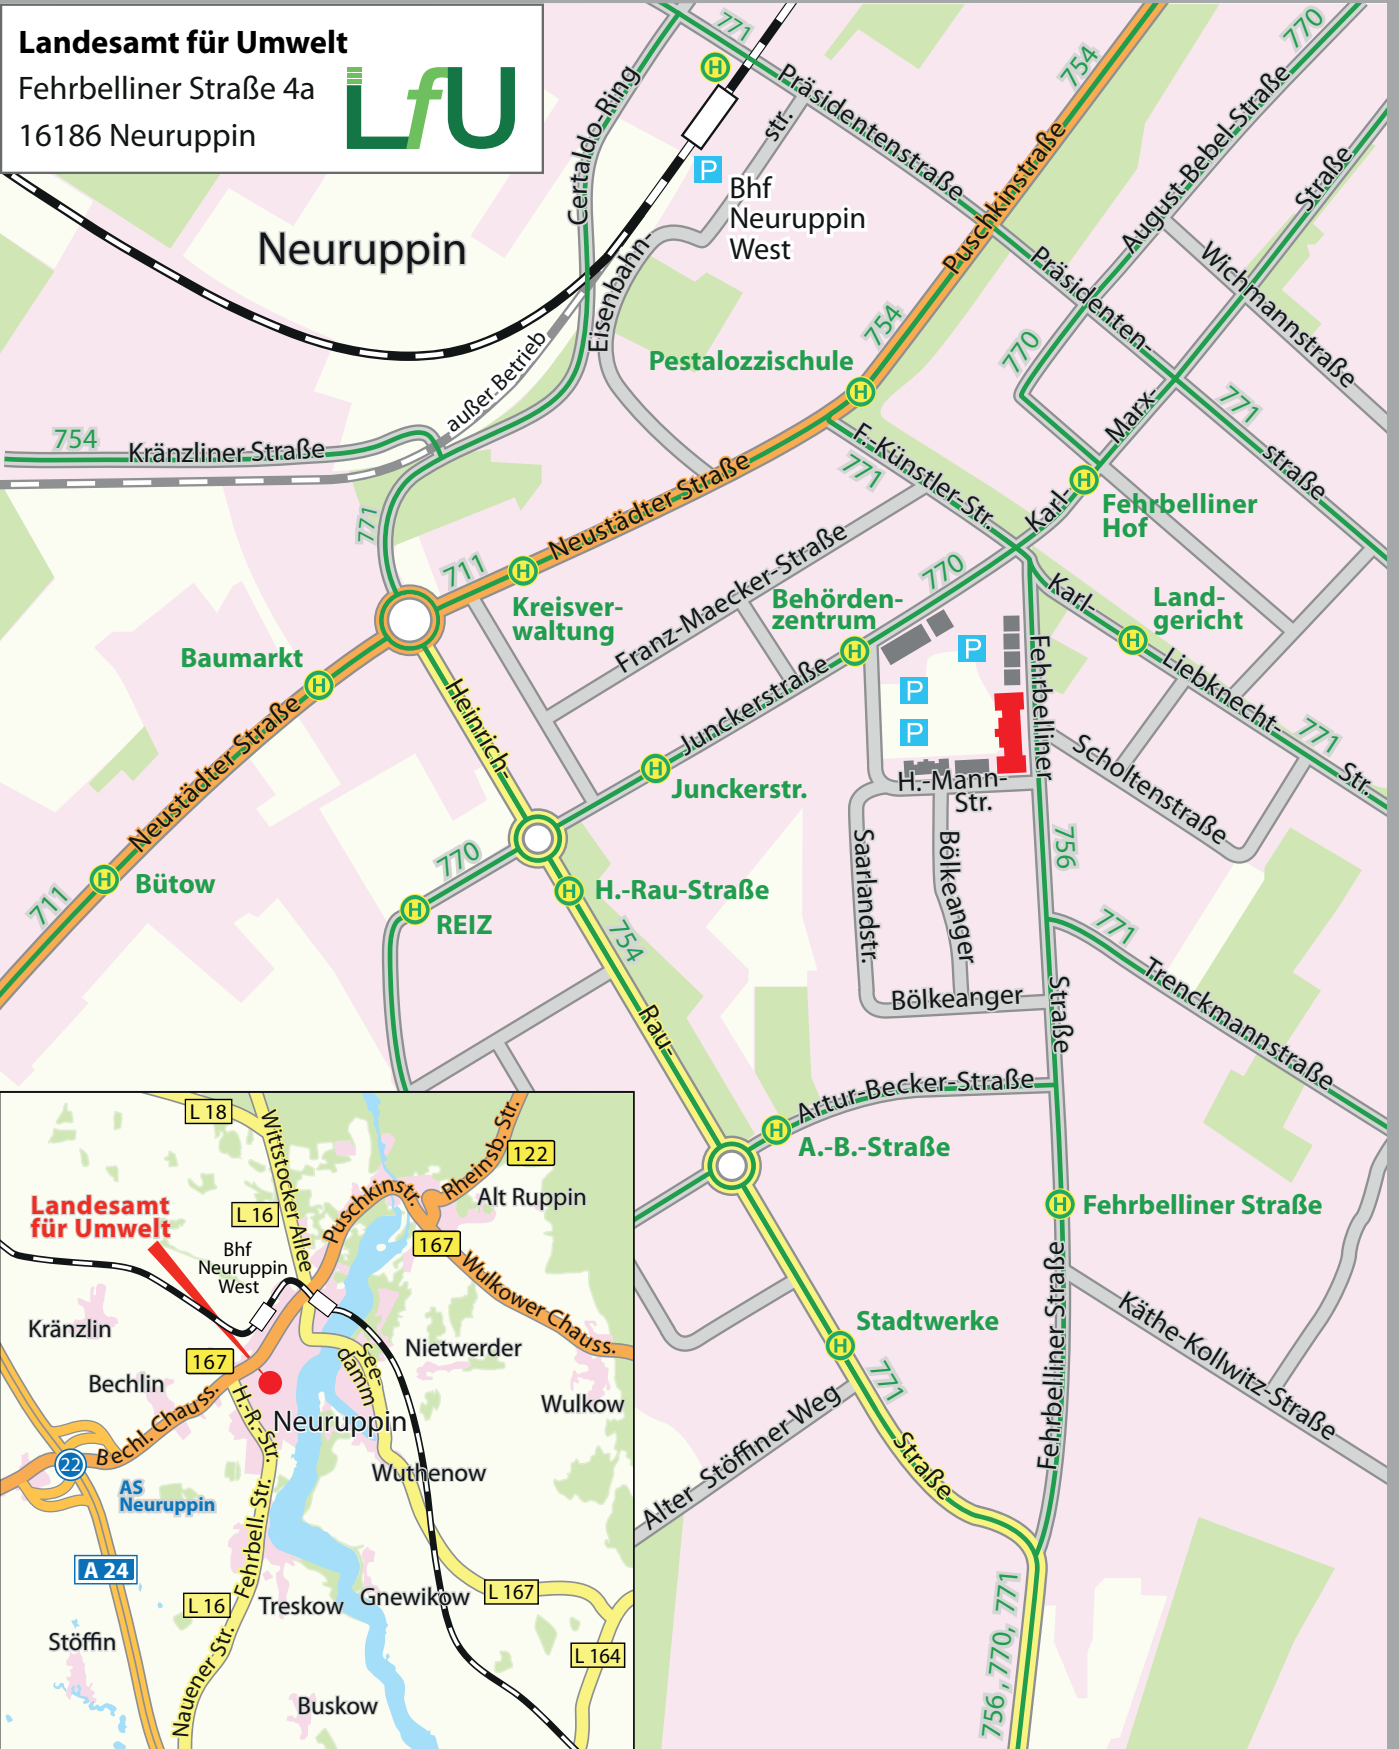 Landesamt für Umwelt
Fehrbelliner Straße 4a
16186 Neuruppin
LfU
771
754
770
Certaldo-Ring
Präsidentenstraße
str.
P
Bhf
Neuruppin
West
Neuruppin
Puschkinstraße
August-Bebel-Straße
Straße
Wichmannstraße
Präsidenten-
Eisenbahn-
außer Betrieb
754
770
Pestalozzischule
H
754
Kränzliner Straße
771
Marx-
straße
F.-Künstler-Str.
771
Neustädter Straße
Karl-
H
Fehrbelliner
Hof
771
711
H
Kreisver-
waltung
Franz-Maecker-Straße
770
Behörden-
zentrum
H
Karl-
Land-
gericht
H
Liebknecht-
771
Str.
Baumarkt
H
P
P
P
Fehrbelliner
Heinrich-
Junckerstraße
H
Junckerstr.
Neustädter Straße
H.-Mann-
Str.
Scholtenstraße
Saarlandstr.
Bölkeanger
756
H
Bütow
711
770
H
REIZ
H
H.-Rau-Straße
754
771
Trenckmannstraße
Bölkeanger
Straße
Rau-
Artur-Becker-Straße
H
A.-B.-Straße
H
Fehrbelliner Straße
Fehrbelliner Straße
Käthe-Kollwitz-Straße
H
Stadtwerke
771
Alter Stöffiner Weg
Straße
756, 770, 771
L 18
Wittstocker Allee
Rheinsb. Str.
122
Puschkinstr.
Alt Ruppin
Landesamt
für Umwelt
L 16
Bhf
Neuruppin
West
167
Wulkower Chauss.
Kränzlin
167
See-
damm
Nietwerder
Bechlin
H.-R.-Str.
Neuruppin
Wulkow
Bechl. Chauss.
22
AS
Neuruppin
Wuthenow
Fehrbell. Str.
A 24
L 16
Treskow
Gnewikow
L 167
Stöffin
Nauener Str.
L 164
Buskow
H